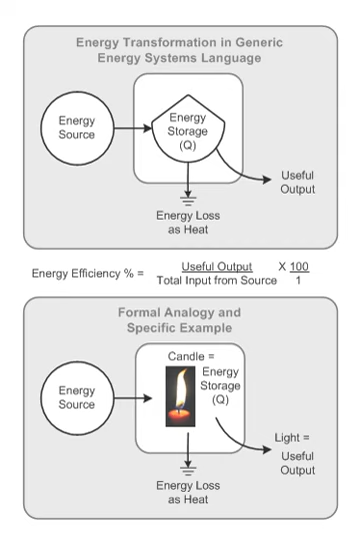 Energy Transformation in Generic
Energy Systems Language
Energy
Source
Energy
Storage
(Q)
Useful
Output
Energy Loss
as Heat
Energy Efficiency % = Useful Output X 100
Total Input from Source 1
Formal Analogy and
Specific Example
Candle =
Energy
Storage
(Q)
Energy
Source
Light =
Useful
Output
Energy Loss
as Heat